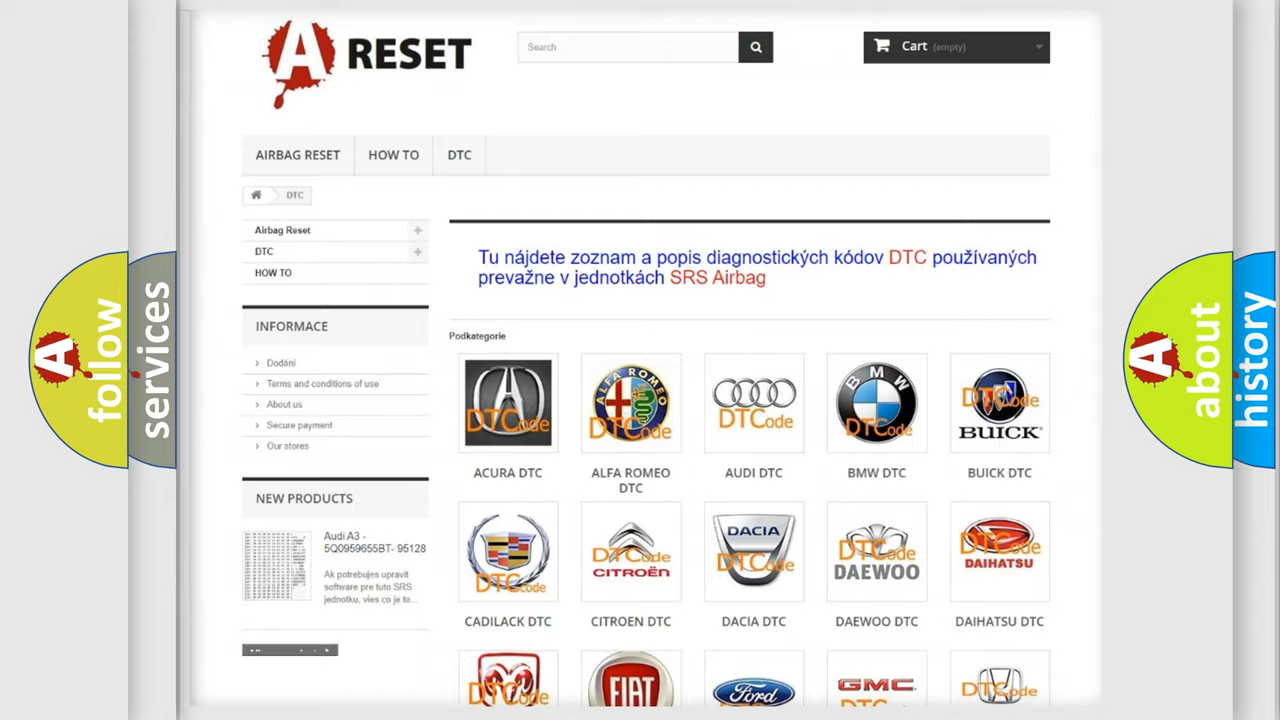 A RESET
Search
Cart (empty)
AIRBAG RESET
HOW TO
DTC
DTC
Airbag Reset
DTC
HOW TO
INFORMACE
Dodání
Terms and conditions of use
About us
Secure payment
Our stores
NEW PRODUCTS
Audi A3 -
5Q0959655BT- 95128
Ak potrebujes upravit
software pre tuto SRS
jednotku, vies co je to...
Tu nájdete zoznam a popis diagnostických kódov DTC používaných
prevažne v jednotkách SRS Airbag
Podkategorie
DTCode
ALFA ROMEO
DTCode
DTCode
BMW
DTCode
DTCode
BUICK
ACURA DTC
ALFA ROMEO
DTC
AUDI DTC
BMW DTC
BUICK DTC
DTCode
DTCode
CITROËN
DACIA
DTCode
DTCode
DAEWOO
DTCode
DAIHATSU
CADILACK DTC
CITROEN DTC
DACIA DTC
DAEWOO DTC
DAIHATSU DTC
DTCode
FIAT
Ford
GMC
DTCode
A
follow
services
A
about
history